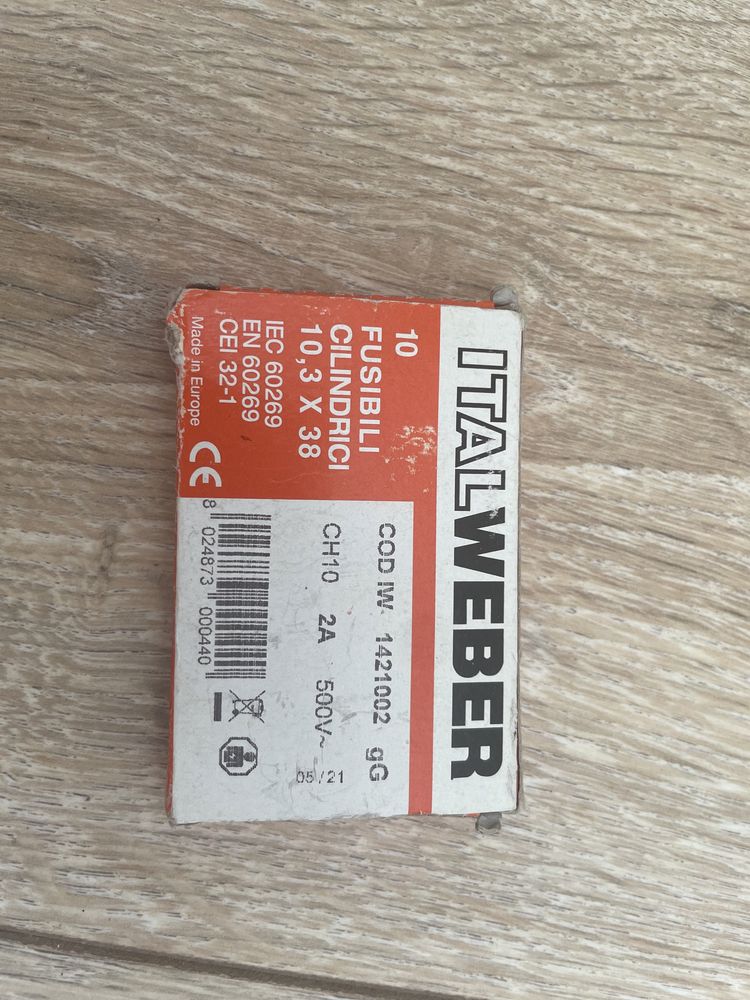 ITALWEBER
10
FUSIBILI
CILINDRICI
10,3 X 38
IEC 60269
EN 60269
CEI 32-1
Made in Europe
CE
COD IW 1421002 gG
CH10 2A 500V~
05/21
8 024873 000440